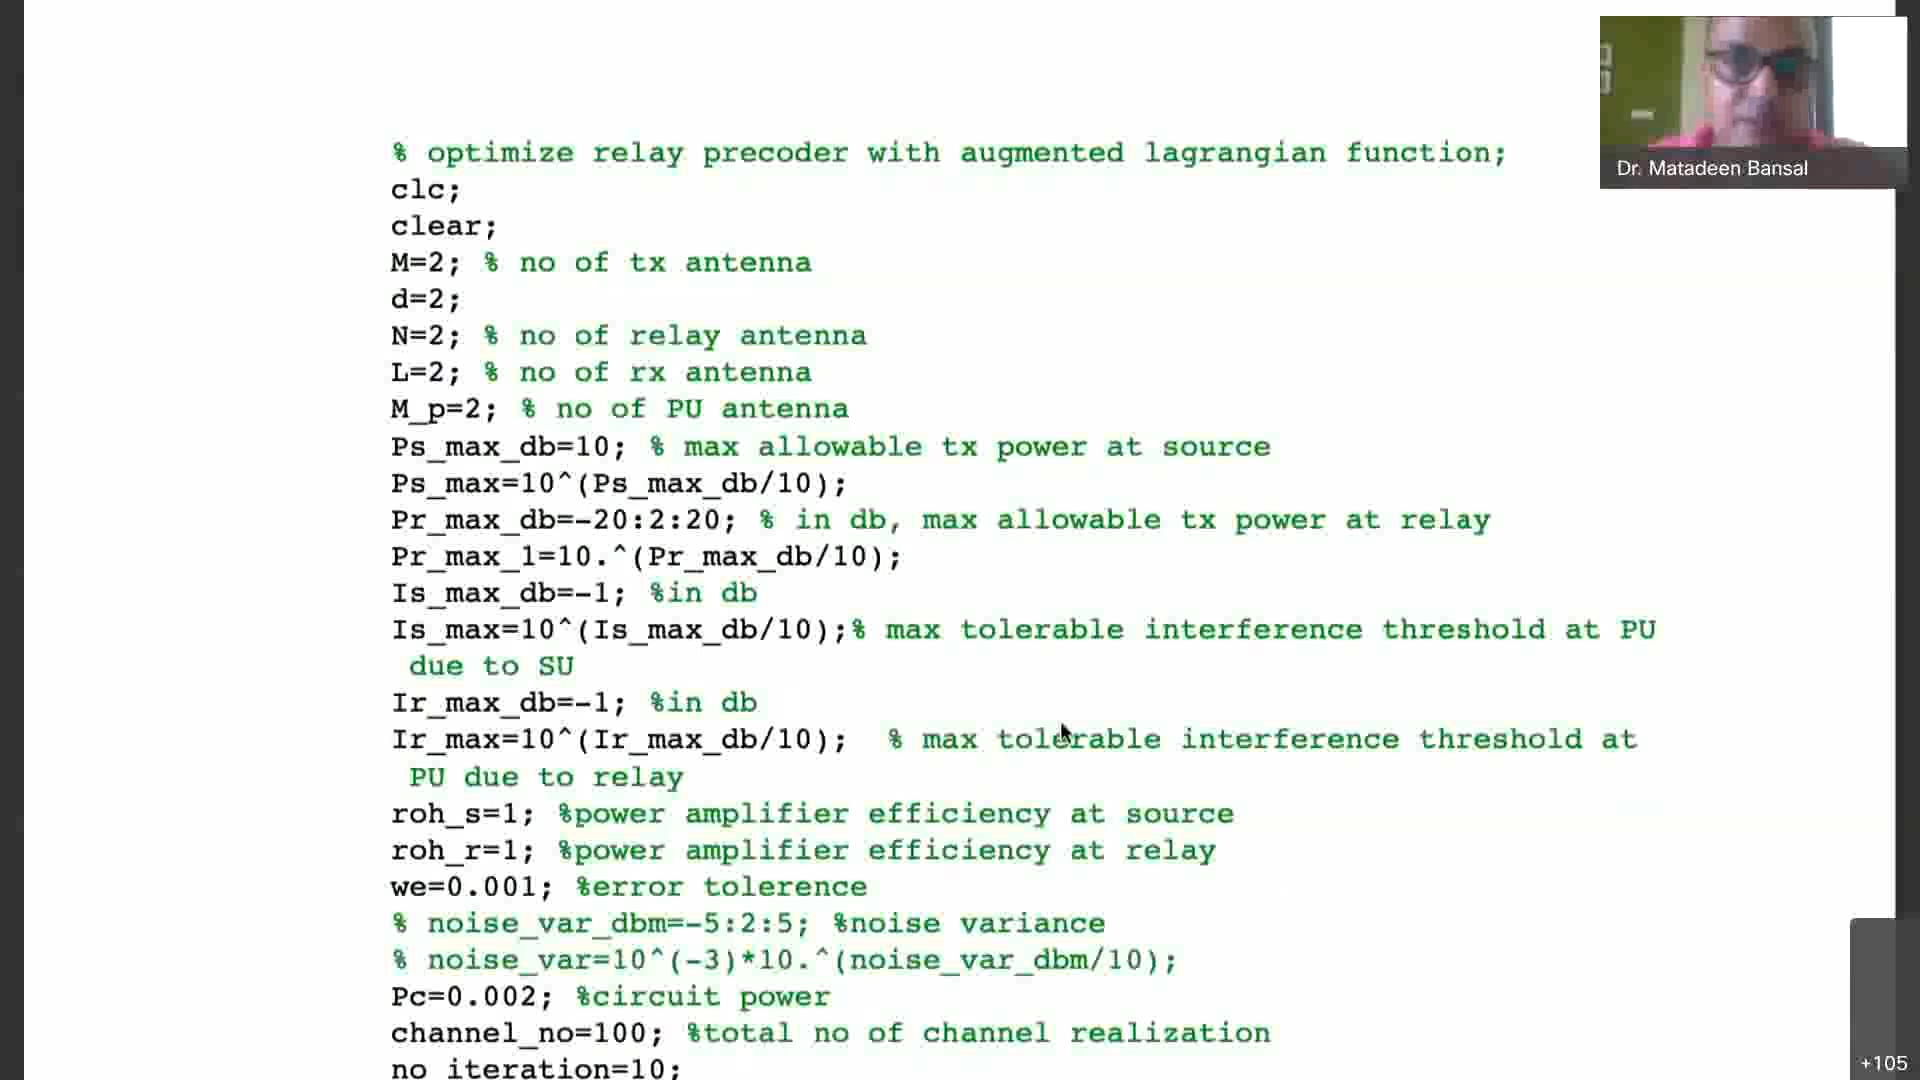 % optimize relay precoder with augmented lagrangian function;
clc;
clear;
M=2; % no of tx antenna
d=2;
N=2; % no of relay antenna
L=2; % no of rx antenna
M_p=2; % no of PU antenna
Ps_max_db=10; % max allowable tx power at source
Ps_max=10^(Ps_max_db/10);
Pr_max_db=-20:2:20; % in db, max allowable tx power at relay
Pr_max_1=10.^(Pr_max_db/10);
Is_max_db=-1; %in db
Is_max=10^(Is_max_db/10);% max tolerable interference threshold at PU
due to SU
Ir_max_db=-1; %in db
Ir_max=10^(Ir_max_db/10);  % max tolerable interference threshold at
PU due to relay
roh_s=1; %power amplifier efficiency at source
roh_r=1; %power amplifier efficiency at relay
we=0.001; %error tolerence
% noise_var_dbm=-5:2:5; %noise variance
% noise_var=10^(-3)*10.^(noise_var_dbm/10);
Pc=0.002; %circuit power
channel_no=100; %total no of channel realization
no_iteration=10;
Dr. Matadeen Bansal
+105